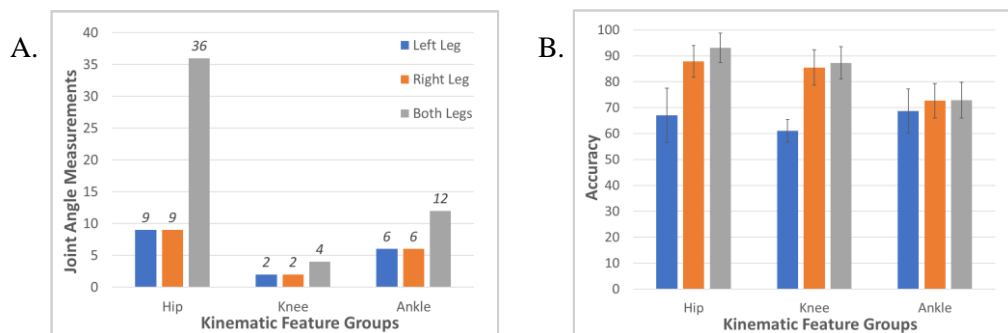 A.
40
35
30
25
20
15
10
5
0
Joint Angle Measurements
36
9 9
2 2 4
6 6 12
Left Leg
Right Leg
Both Legs
Hip Knee Ankle
Kinematic Feature Groups
B.
100
90
80
70
60
50
40
30
20
10
0
Accuracy
Hip Knee Ankle
Kinematic Feature Groups